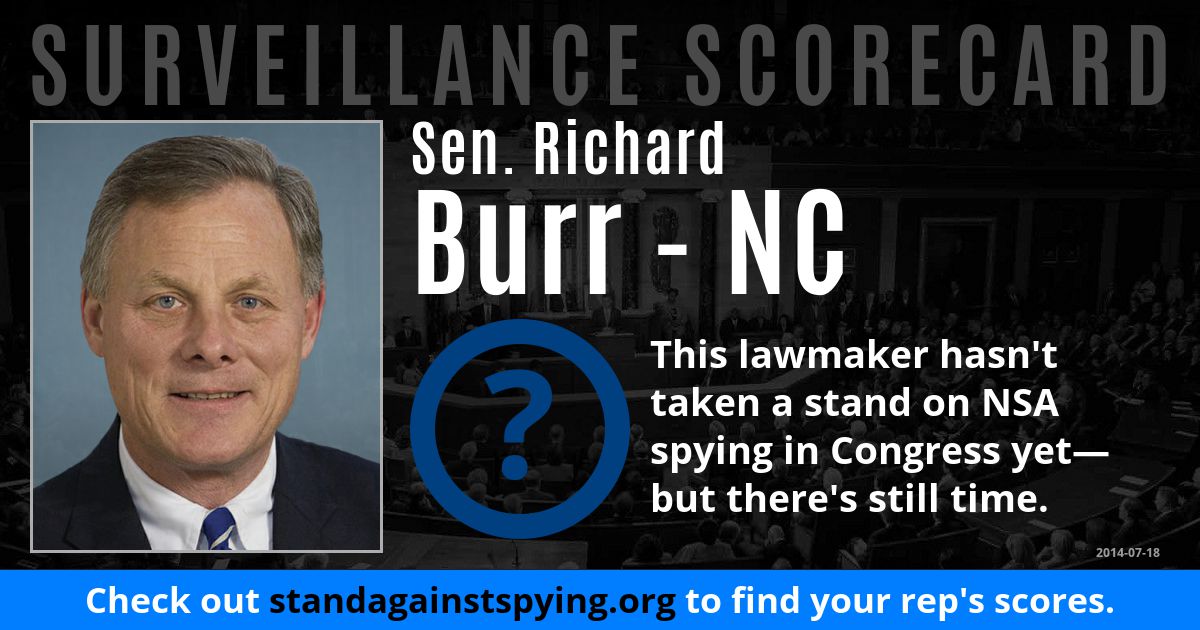 SURVEILLANCE SCORECARD
Sen. Richard
Burr - NC
?
This lawmaker hasn't
taken a stand on NSA
spying in Congress yet—
but there's still time.
2014-07-18
Check out standagainstspying.org to find your rep's scores.